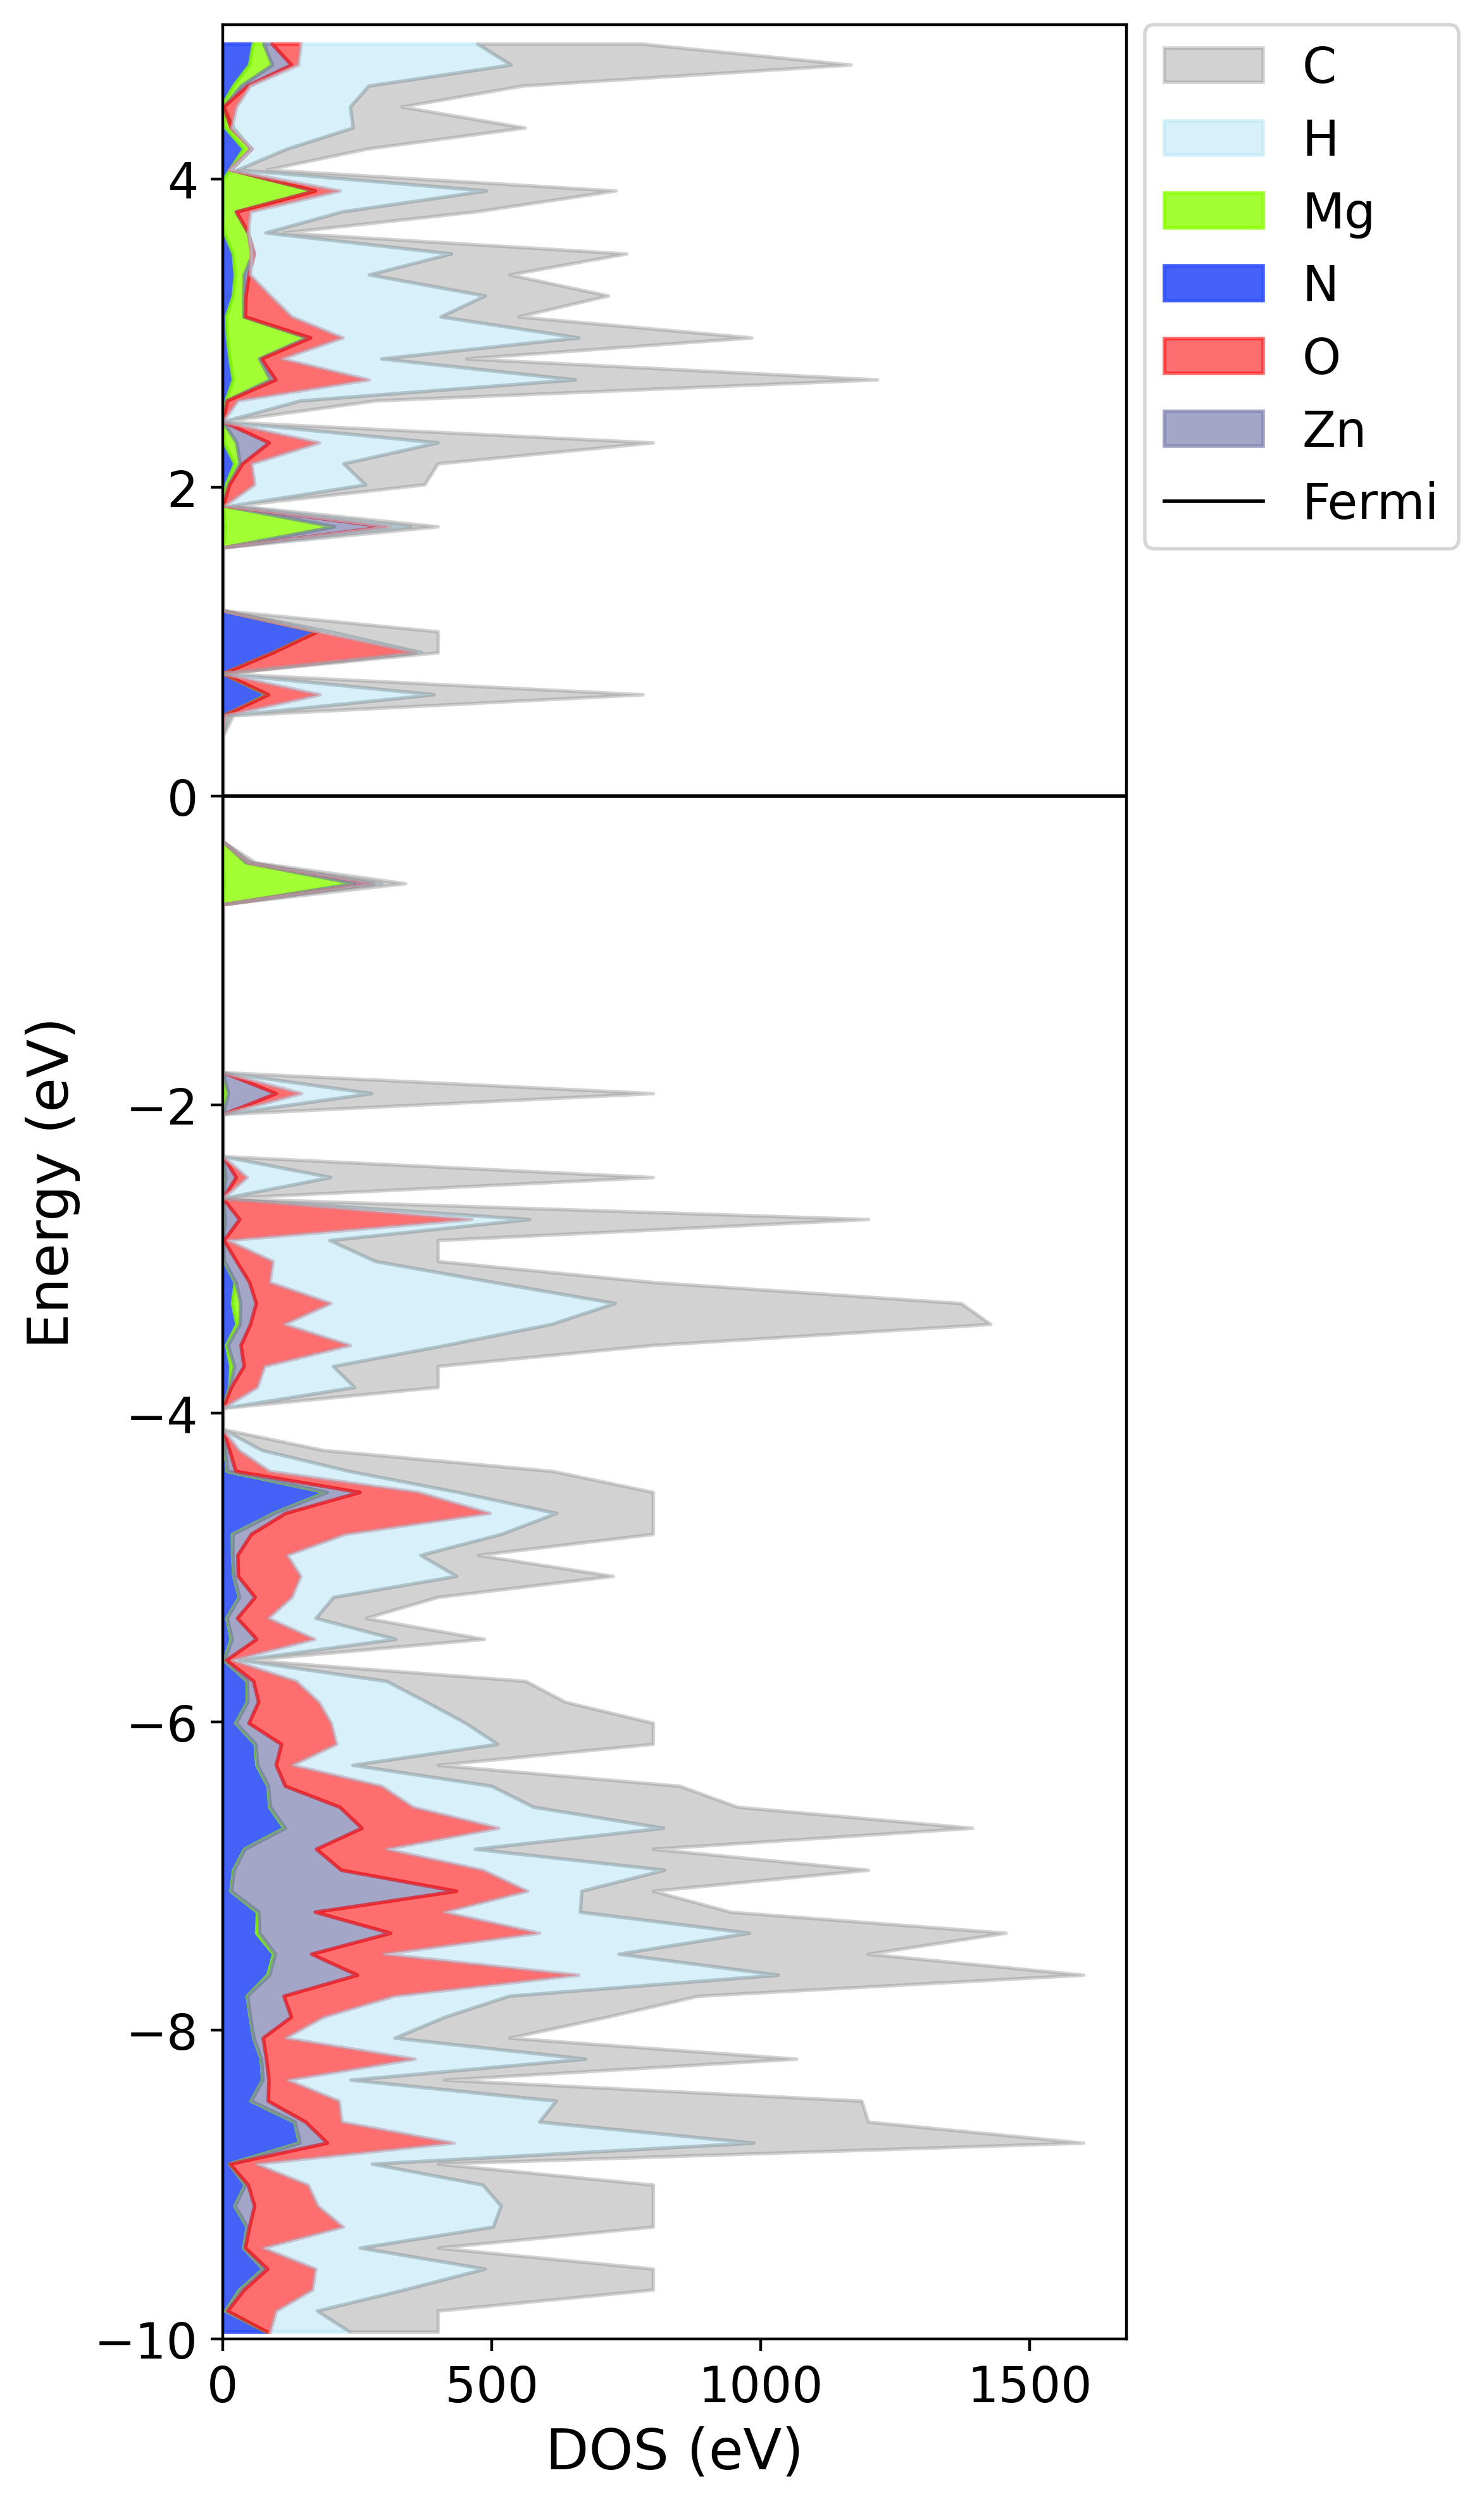 C
H
Mg
N
O
Zn
Fermi
4
2
0
−2
−4
−6
−8
−10
Energy (eV)
0 500 1000 1500
DOS (eV)